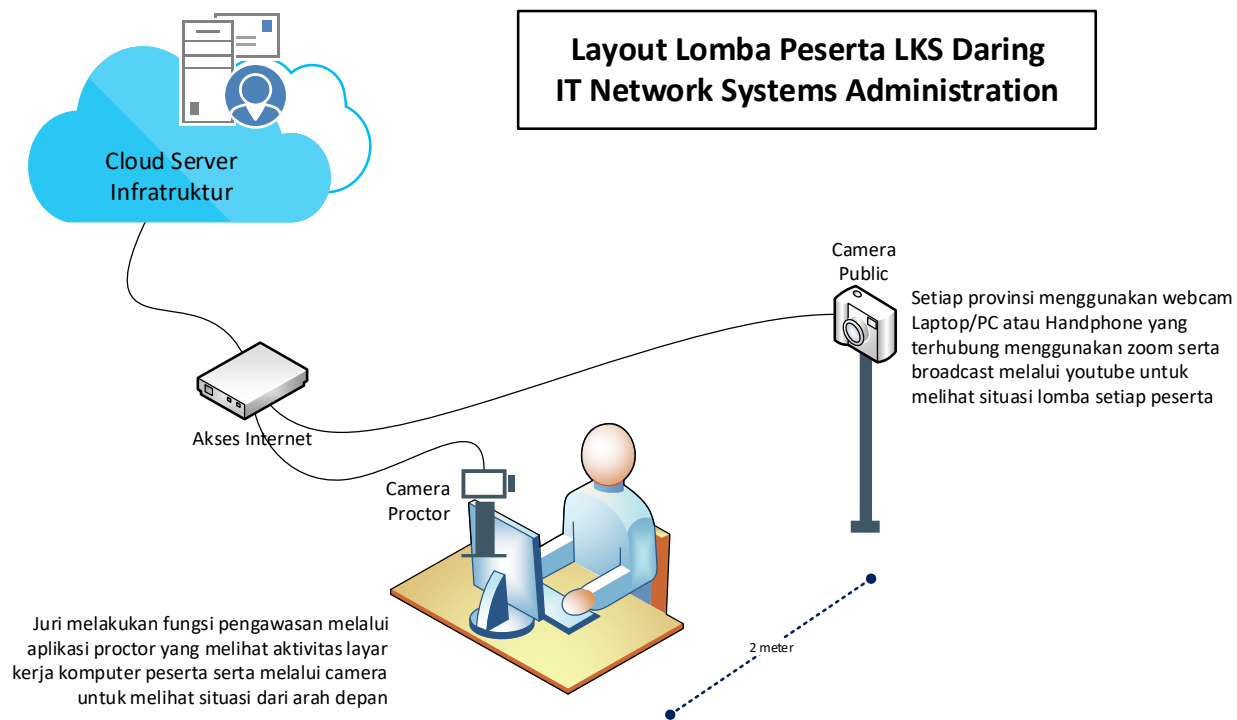 Layout Lomba Peserta LKS Daring
IT Network Systems Administration
Cloud Server
Infratruktur
Camera
Public
Setiap provinsi menggunakan webcam
Laptop/PC atau Handphone yang
terhubung menggunakan zoom serta
broadcast melalui youtube untuk
melihat situasi lomba setiap peserta
Akses Internet
Camera
Proctor
Juri melakukan fungsi pengawasan melalui
aplikasi proctor yang melihat aktivitas layar
kerja komputer peserta serta melalui camera
untuk melihat situasi dari arah depan
2 meter